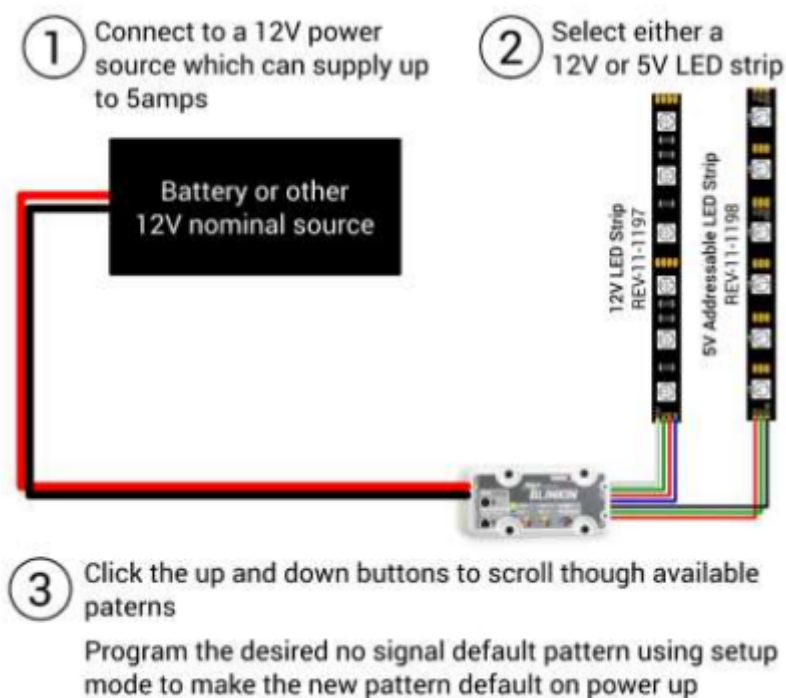 1
Connect to a 12V power
source which can supply up
to 5amps
2
Select either a
12V or 5V LED strip
Battery or other
12V nominal source
12V LED Strip
REV-11-1197
5V Addressable LED Strip
REV-11-1198
BLINKIN
3
Click the up and down buttons to scroll though available
paterns
Program the desired no signal default pattern using setup
mode to make the new pattern default on power up